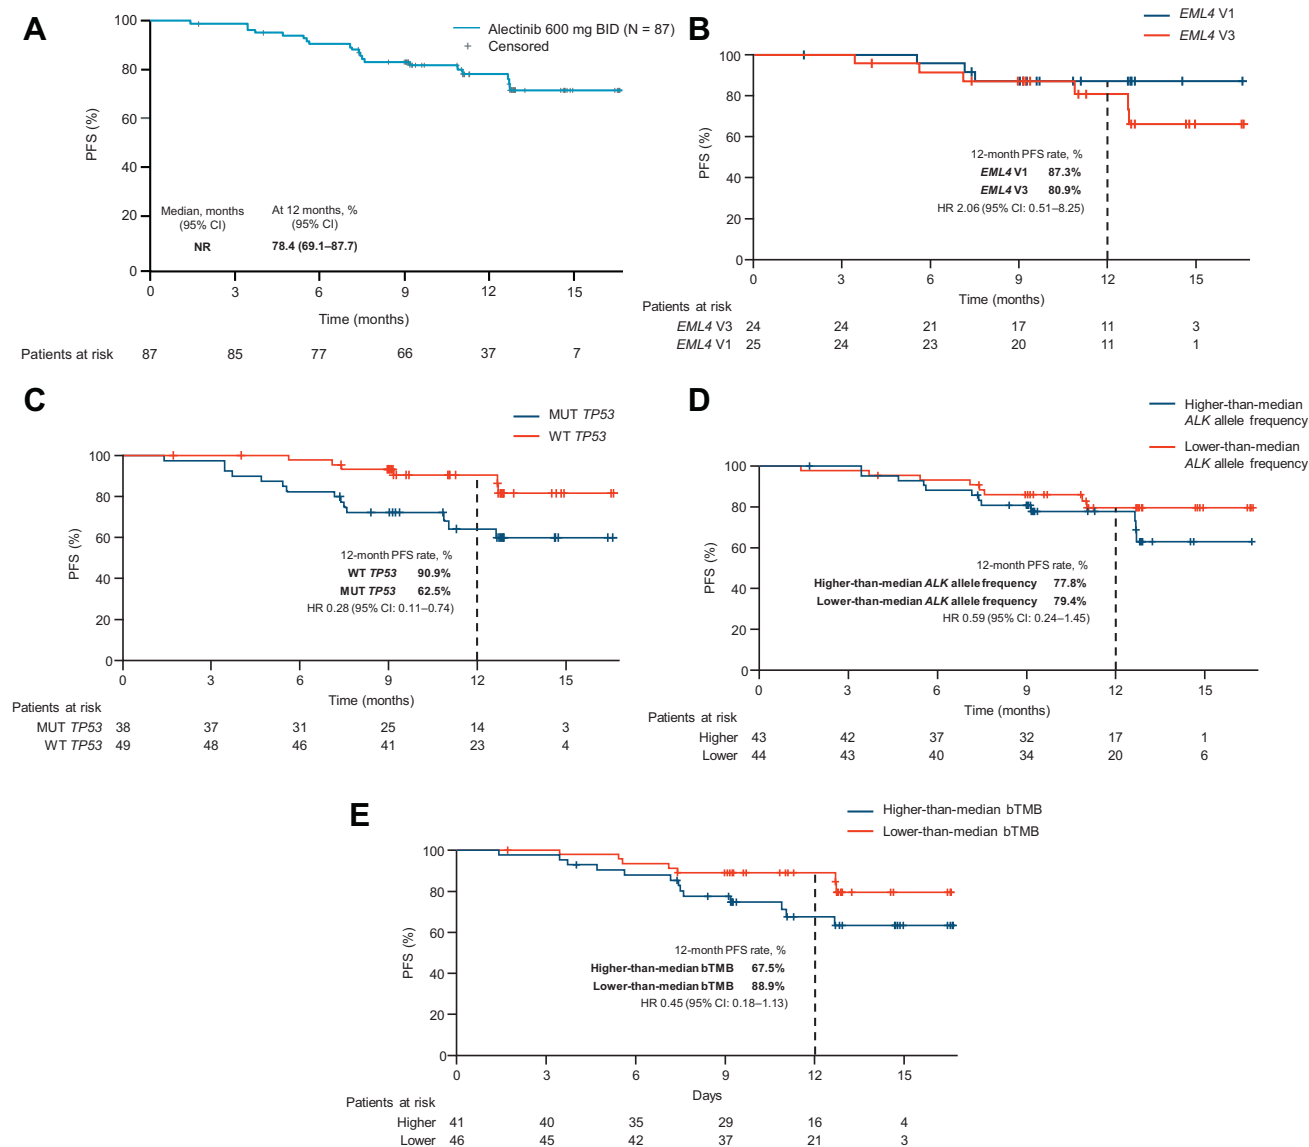 A
100
80
60
40
20
0
PFS (%)
Alectinib 600 mg BID (N = 87)
Censored
Median, months
(95% CI)
NR
At 12 months, %
(95% CI)
78.4 (69.1–87.7)
0 3 6 9 12 15
Time (months)
Patients at risk 87 85 77 66 37 7
B
EML4 V1
EML4 V3
100
80
60
40
20
0
PFS (%)
12-month PFS rate, %
EML4 V1 87.3%
EML4 V3 80.9%
HR 2.06 (95% CI: 0.51–8.25)
0 3 6 9 12 15
Time (months)
Patients at risk
EML4 V3 24 24 21 17 11 3
EML4 V1 25 24 23 20 11 1
C
MUT TP53
WT TP53
100
80
60
40
20
0
PFS (%)
12-month PFS rate, %
WT TP53 90.9%
MUT TP53 62.5%
HR 0.28 (95% CI: 0.11–0.74)
0 3 6 9 12 15
Time (months)
Patients at risk
MUT TP53 38 37 31 25 14 3
WT TP53 49 48 46 41 23 4
D
Higher-than-median
ALK allele frequency
Lower-than-median
ALK allele frequency
100
80
60
40
20
0
PFS (%)
12-month PFS rate, %
Higher-than-median ALK allele frequency 77.8%
Lower-than-median ALK allele frequency 79.4%
HR 0.59 (95% CI: 0.24–1.45)
0 3 6 9 12 15
Time (months)
Patients at risk
Higher 43 42 37 32 17 1
Lower 44 43 40 34 20 6
E
Higher-than-median bTMB
Lower-than-median bTMB
100
80
60
40
20
0
PFS (%)
12-month PFS rate, %
Higher-than-median bTMB 67.5%
Lower-than-median bTMB 88.9%
HR 0.45 (95% CI: 0.18–1.13)
0 3 6 9 12 15
Days
Patients at risk
Higher 41 40 35 29 16 4
Lower 46 45 42 37 21 3